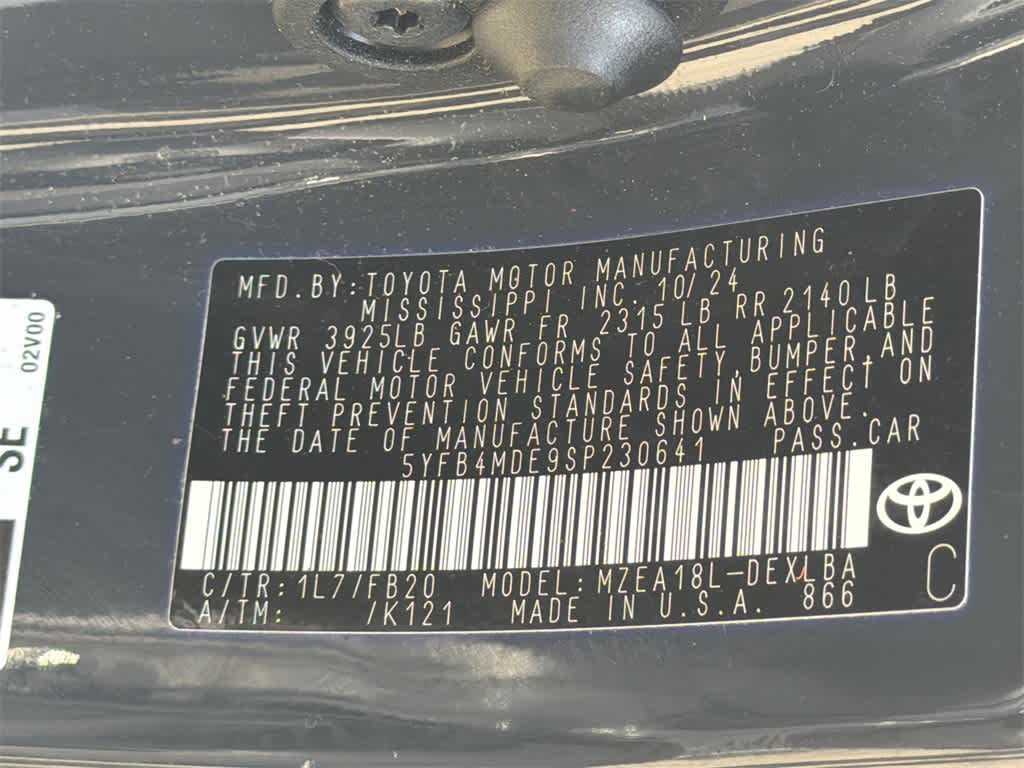 MFD.BY:TOYOTA MOTOR MANUFACTURING
MISSISSIPPI INC. 10/24
GVWR 3925LB GAWR FR 2315 LB RR 2140LB
THIS VEHICLE CONFORMS TO ALL APPLICABLE
FEDERAL MOTOR VEHICLE SAFETY,BUMPER,AND
THEFT PREVENTION STANDARDS IN EFFECT ON
THE DATE OF MANUFACTURE SHOWN ABOVE.
5YFB4MDE9SP230641 PASS.CAR
C/TR:1L7/FB20 MODEL:MZEA18L-DEXLBA
A/TM: /K121 MADE IN U.S.A. 866
C
02V00
SE